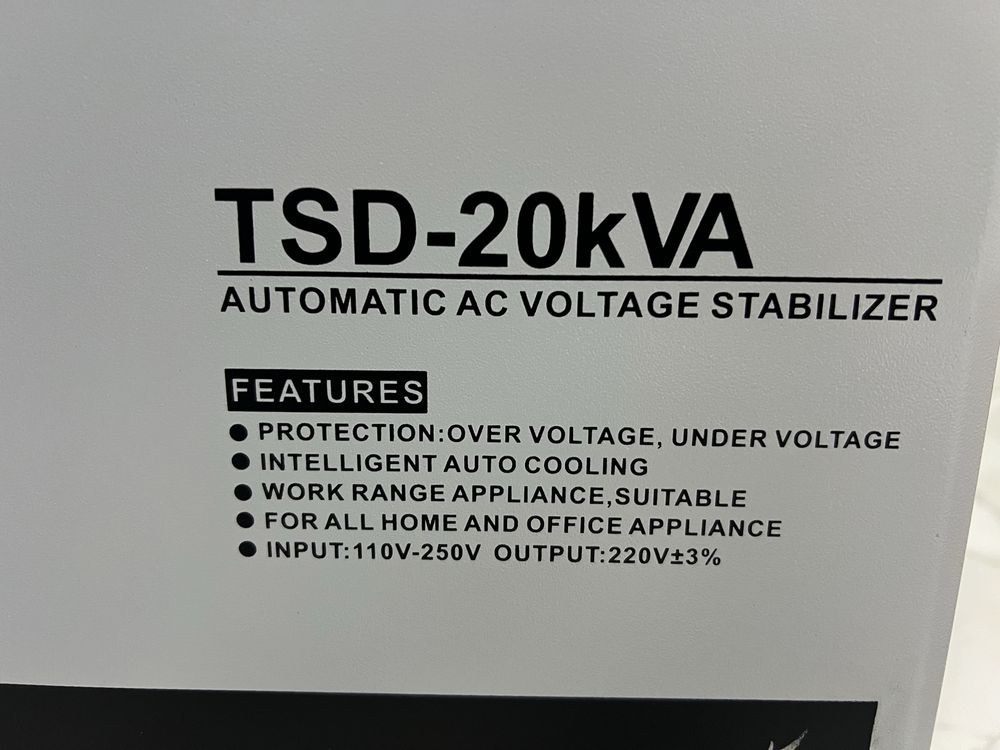 TSD-20kVA
AUTOMATIC AC VOLTAGE STABILIZER
FEATURES
● PROTECTION:OVER VOLTAGE, UNDER VOLTAGE
● INTELLIGENT AUTO COOLING
● WORK RANGE APPLIANCE,SUITABLE
● FOR ALL HOME AND OFFICE APPLIANCE
● INPUT:110V-250V OUTPUT:220V±3%